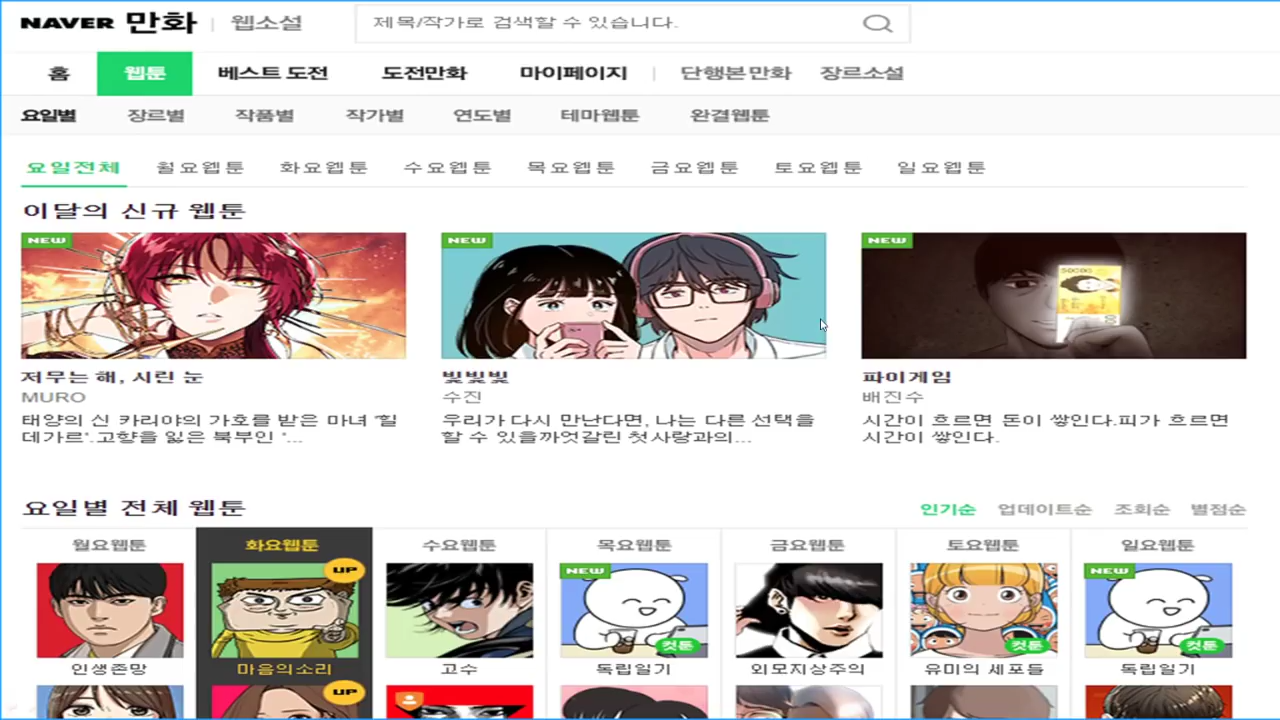 NAVER 만화 | 웹소설 제목/작가로 검색할 수 있습니다.
홈 웹툰 베스트 도전 도전만화 마이페이지 | 단행본 만화 장르소설
요일별 장르별 작품별 작가별 연도별 테마웹툰 완결웹툰
요일전체 월요웹툰 화요웹툰 수요웹툰 목요웹툰 금요웹툰 토요웹툰 일요웹툰
이달의 신규 웹툰
NEW NEW NEW
50000
저무는 해, 시린 눈
MURO
태양의 신 카리야의 가호를 받은 마녀 '힐
데가르'.고향을 잃은 북부인 '...
빛빛빛
수진
우리가 다시 만난다면, 나는 다른 선택을
할 수 있을까엇갈린 첫사랑과의...
파이게임
배진수
시간이 흐르면 돈이 쌓인다.피가 흐르면
시간이 쌓인다.
요일별 전체 웹툰 인기순 업데이트순 조회순 별점순
월요웹툰 화요웹툰 수요웹툰 목요웹툰 금요웹툰 토요웹툰 일요웹툰
UP NEW NEW
컷툰 컷툰 컷툰
인생존망 마음의소리 고수 독립일기 외모지상주의 유미의 세포들 독립일기
UP